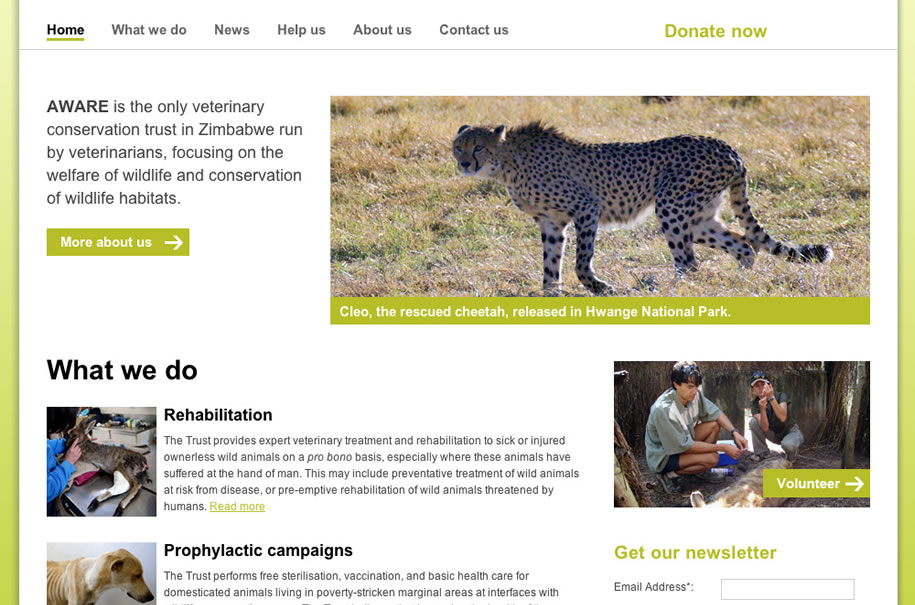 Home What we do News Help us About us Contact us Donate now
AWARE is the only veterinary
conservation trust in Zimbabwe run
by veterinarians, focusing on the
welfare of wildlife and conservation
of wildlife habitats.
More about us
Cleo, the rescued cheetah, released in Hwange National Park.
What we do
Rehabilitation
The Trust provides expert veterinary treatment and rehabilitation to sick or injured
ownerless wild animals on a pro bono basis, especially where these animals have
suffered at the hand of man. This may include preventative treatment of wild animals
at risk from disease, or pre-emptive rehabilitation of wild animals threatened by
humans. Read more
Prophylactic campaigns
The Trust performs free sterilisation, vaccination, and basic health care for
domesticated animals living in poverty-stricken marginal areas at interfaces with
Volunteer
Get our newsletter
Email Address*: